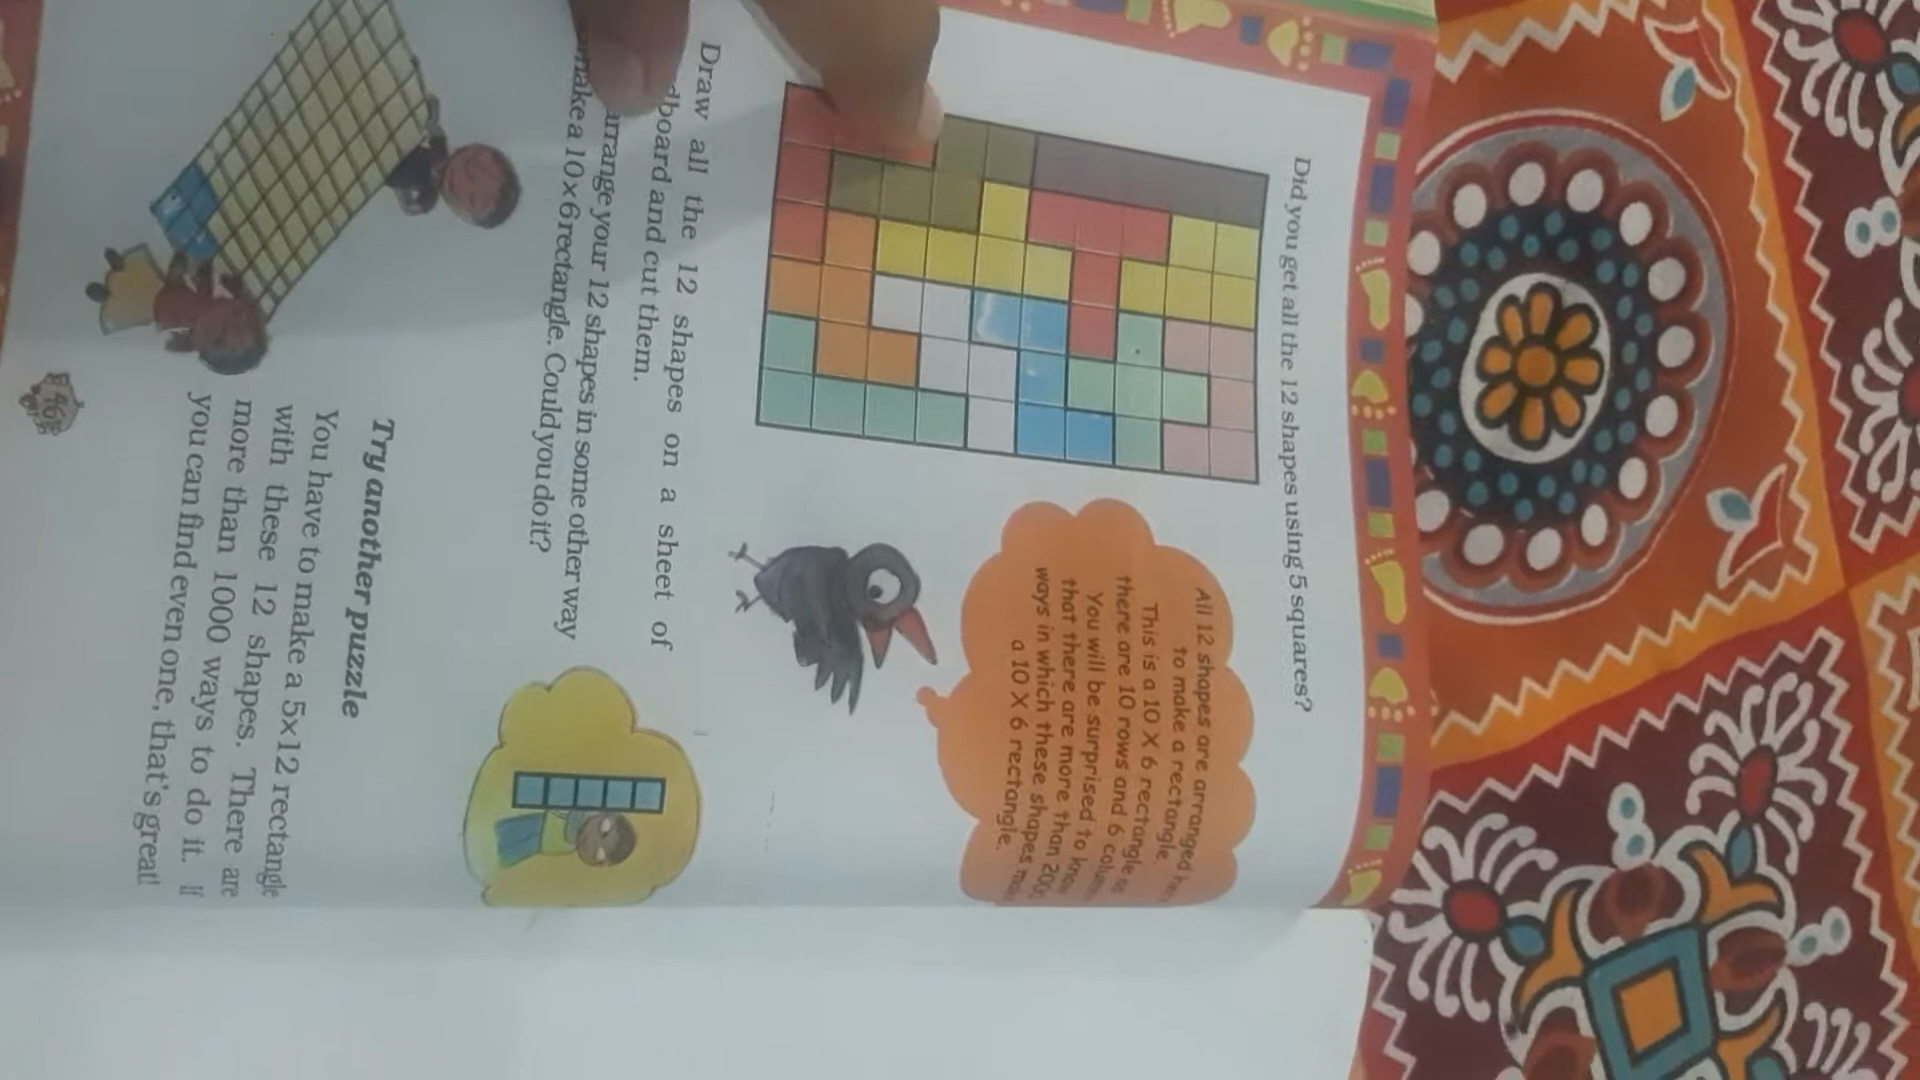 Did you get all the 12 shapes using 5 squares?
All 12 shapes are arranged
to make a rectangle.
This is a 10 X 6 rectangle
there are 10 rows and 6
You will be surprised to
that there are more than
ways in which these shapes
a 10 X 6 rectangle.
Draw all the 12 shapes on a sheet of
and cut them.
your 12 shapes in some other way
a 10×6 rectangle. Could you do it?
Try another puzzle
You have to make a 5×12 rectangle
with these 12 shapes. There are
more than 1000 ways to do it. If
you can find even one, that's great!
46